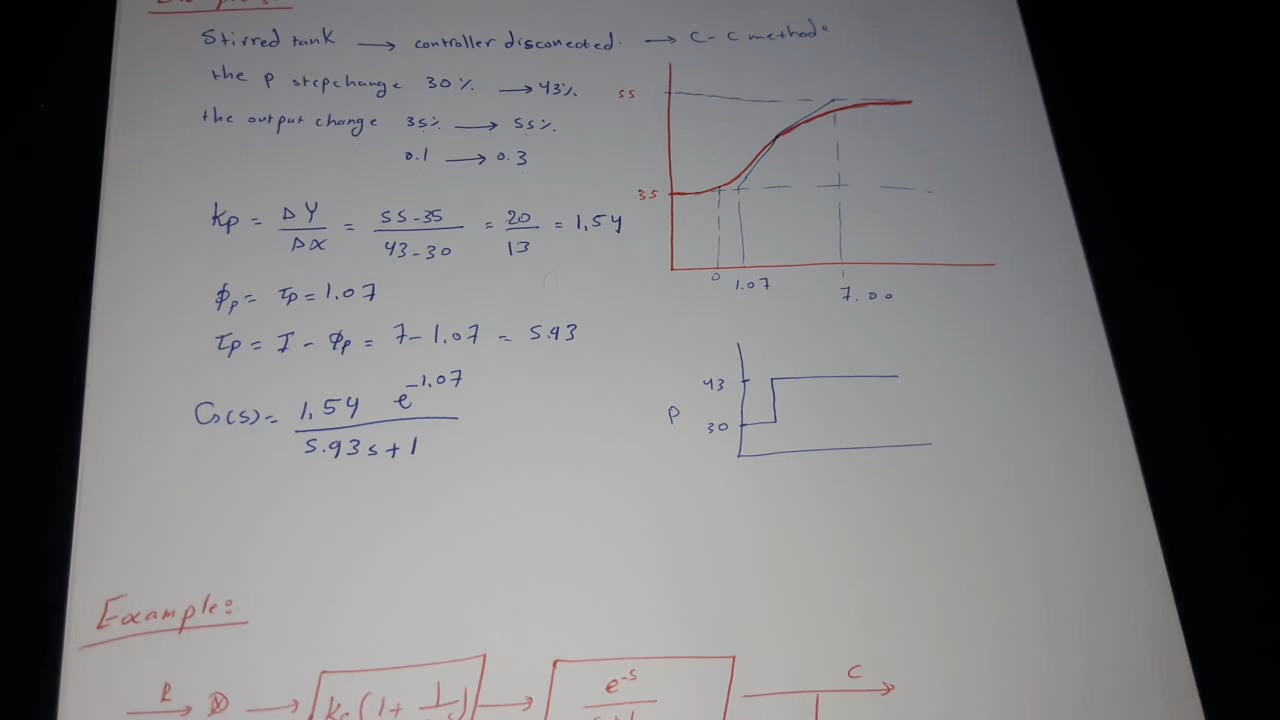 Stirred tank → controller disconected. → C-C methode
the p stepchange 30% → 43%
the output change 35% → 55%
0.1 → 0.3
Kp = ΔY / Δx = 55-35 / 43-30 = 20 / 13 = 1,54
ϕp = τp = 1.07
τp = I - ϕp = 7-1.07 = 5.93
G(s) = 1,54 e^-1.07 / 5.93s+1
55
35
0
1.07
7.00
43
P
30
Example:
R ⊗ → Kc(1+ 1 → e^-s C